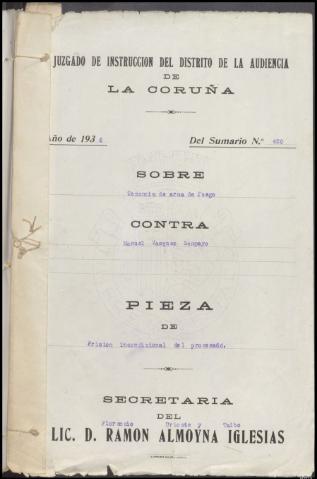 JUZGADO DE INSTRUCCION DEL DISTRITO DE LA AUDIENCIA
DE
LA CORUÑA
Año de 193 Del Sumario N.º
SOBRE
Tenencia de arma de fuego
CONTRA
Manuel Vazquez Sampayo
PIEZA
DE
Prision incondicional del procesado.
SECRETARIA
DEL
Florencio Oriente y Taibo
LIC. D. RAMON ALMOYNA IGLESIAS